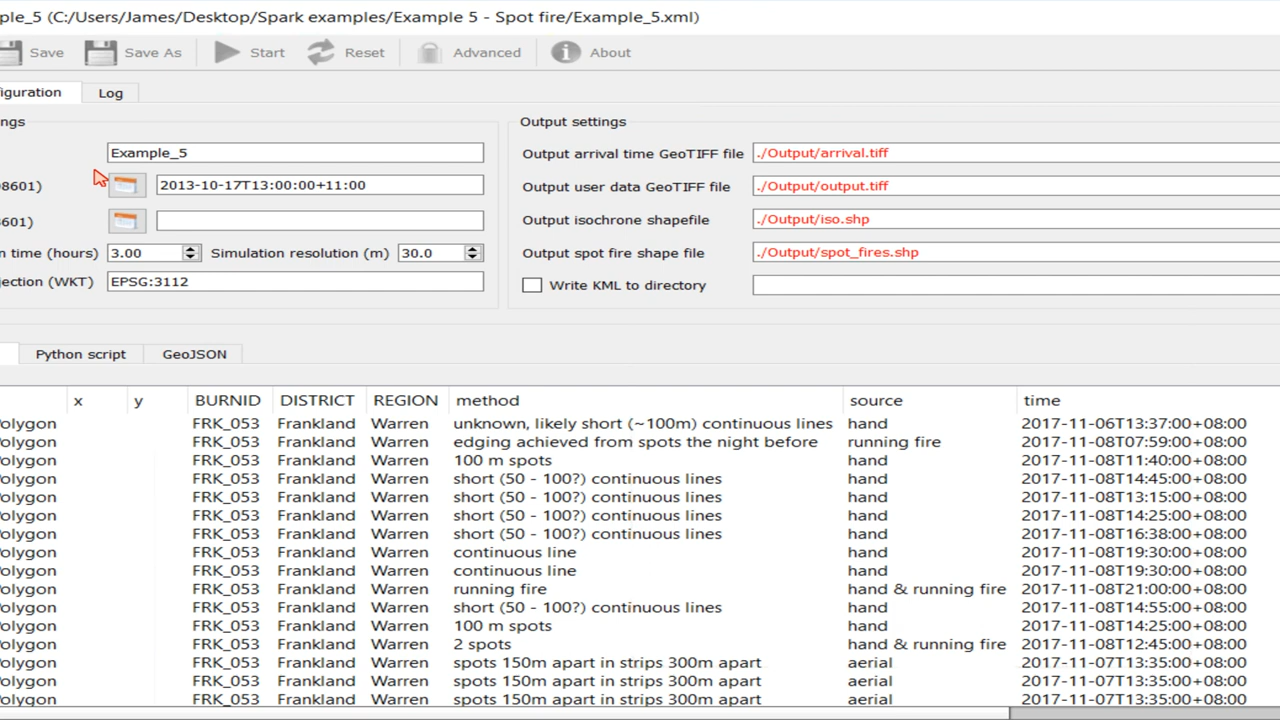 ple_5 (C:/Users/James/Desktop/Spark examples/Example 5 - Spot fire/Example_5.xml)
Save Save As Start Reset Advanced About
iguration Log
ngs
Example_5
8601) 2013-10-17T13:00:00+11:00
8601)
n time (hours) 3.00 Simulation resolution (m) 30.0
jection (WKT) EPSG:3112
Output settings
Output arrival time GeoTIFF file ./Output/arrival.tiff
Output user data GeoTIFF file ./Output/output.tiff
Output isochrone shapefile ./Output/iso.shp
Output spot fire shape file ./Output/spot_fires.shp
Write KML to directory
Python script GeoJSON
x y BURNID DISTRICT REGION method source time
olygon FRK_053 Frankland Warren unknown, likely short (~100m) continuous lines hand 2017-11-06T13:37:00+08:00
olygon FRK_053 Frankland Warren edging achieved from spots the night before running fire 2017-11-08T07:59:00+08:00
olygon FRK_053 Frankland Warren 100 m spots hand 2017-11-08T11:40:00+08:00
olygon FRK_053 Frankland Warren short (50 - 100?) continuous lines hand 2017-11-08T14:45:00+08:00
olygon FRK_053 Frankland Warren short (50 - 100?) continuous lines hand 2017-11-08T13:15:00+08:00
olygon FRK_053 Frankland Warren short (50 - 100?) continuous lines hand 2017-11-08T14:25:00+08:00
olygon FRK_053 Frankland Warren short (50 - 100?) continuous lines hand 2017-11-08T16:38:00+08:00
olygon FRK_053 Frankland Warren continuous line hand 2017-11-08T19:30:00+08:00
olygon FRK_053 Frankland Warren continuous line hand 2017-11-08T19:30:00+08:00
olygon FRK_053 Frankland Warren running fire hand & running fire 2017-11-08T21:00:00+08:00
olygon FRK_053 Frankland Warren short (50 - 100?) continuous lines hand 2017-11-08T14:55:00+08:00
olygon FRK_053 Frankland Warren 100 m spots hand 2017-11-08T14:25:00+08:00
olygon FRK_053 Frankland Warren 2 spots hand & running fire 2017-11-08T12:45:00+08:00
olygon FRK_053 Frankland Warren spots 150m apart in strips 300m apart aerial 2017-11-07T13:35:00+08:00
olygon FRK_053 Frankland Warren spots 150m apart in strips 300m apart aerial 2017-11-07T13:35:00+08:00
olygon FRK_053 Frankland Warren spots 150m apart in strips 300m apart aerial 2017-11-07T13:35:00+08:00